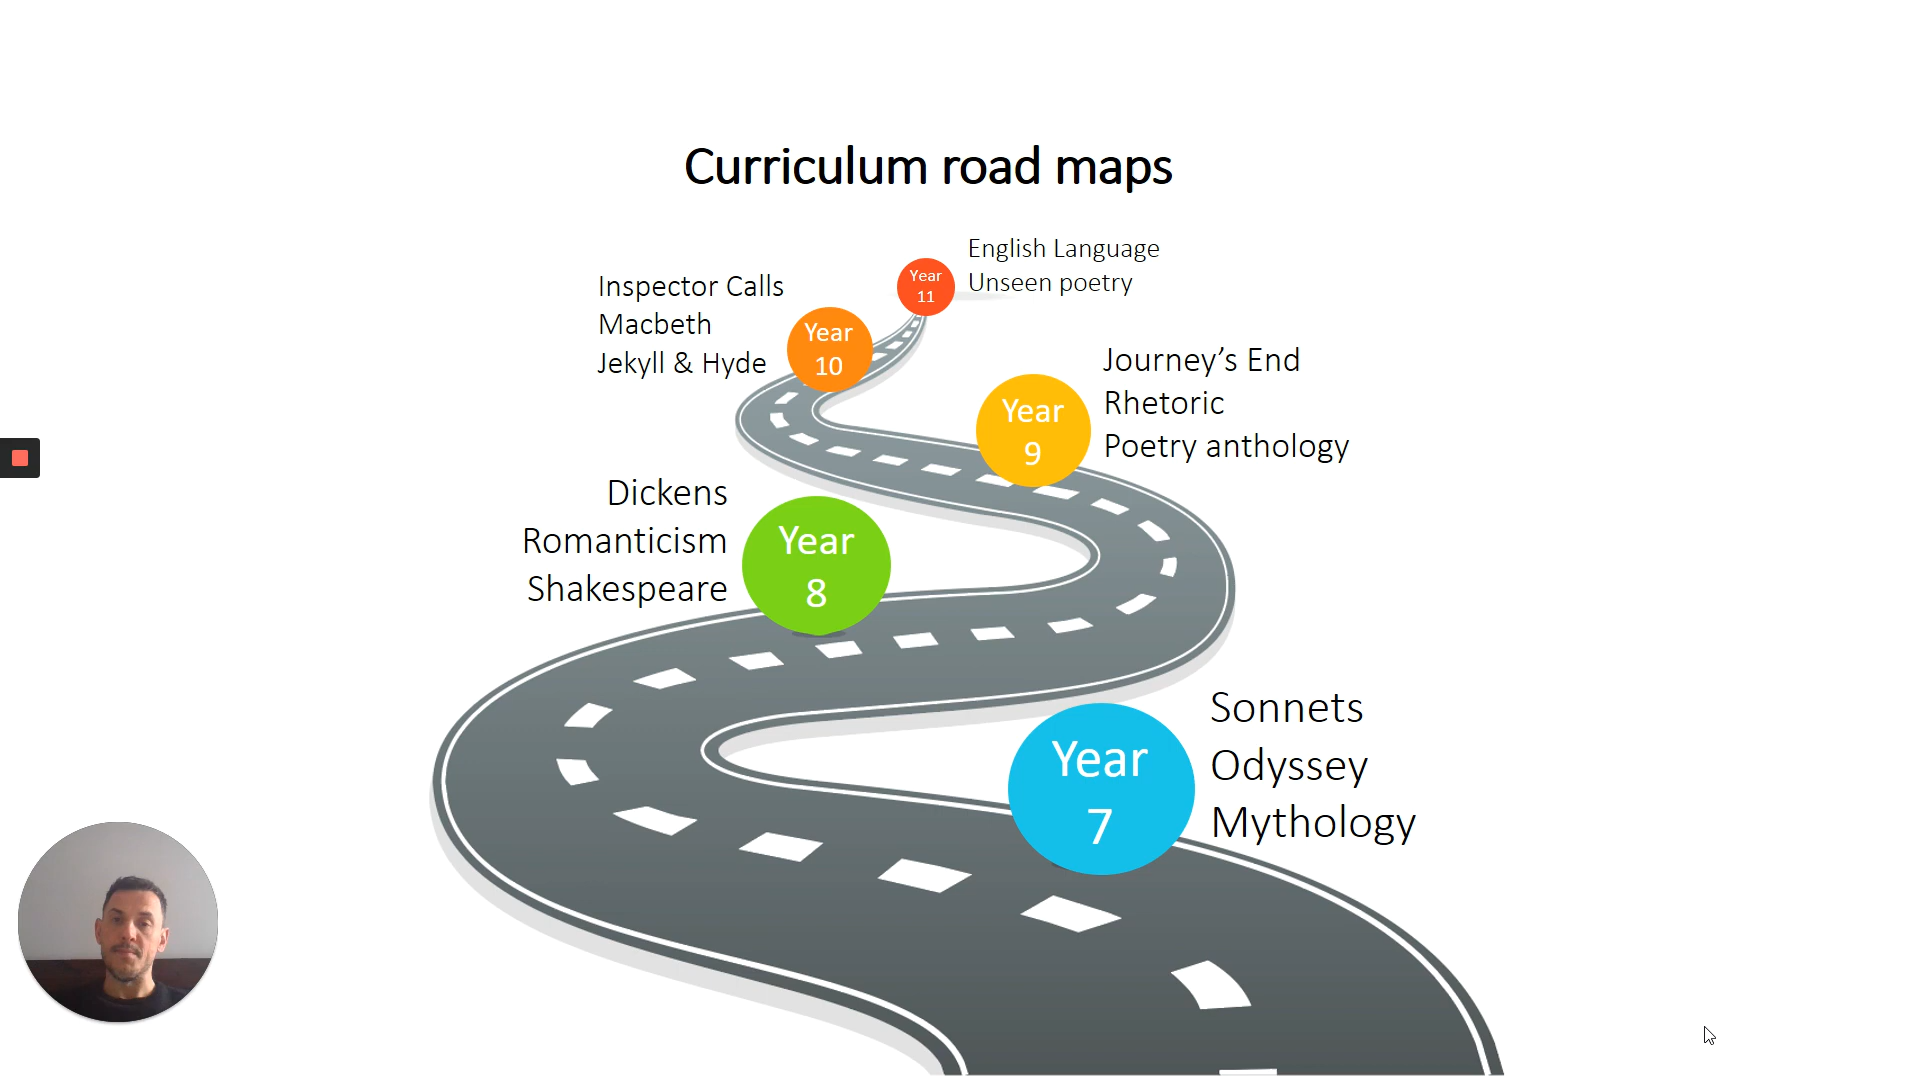 Curriculum road maps
English Language
Unseen poetry
Year
11
Inspector Calls
Macbeth
Jekyll & Hyde
Year
10
Journey’s End
Rhetoric
Poetry anthology
Year
9
Dickens
Romanticism
Shakespeare
Year
8
Sonnets
Odyssey
Mythology
Year
7